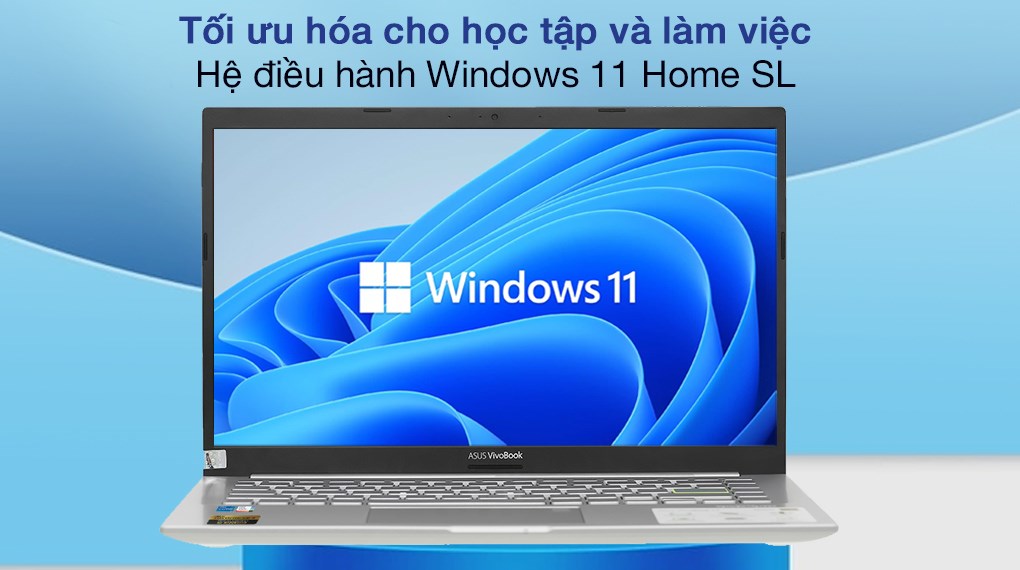 Tối ưu hóa cho học tập và làm việc
Hệ điều hành Windows 11 Home SL
Windows 11
ASUS VivoBook